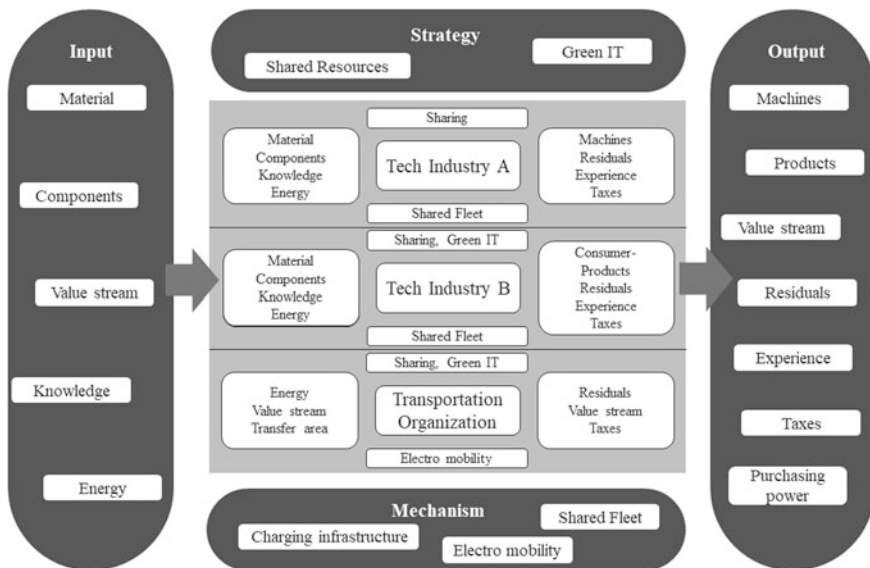 Input
Material
Components
Value stream
Knowledge
Energy
Strategy
Shared Resources
Green IT
Sharing
Material
Components
Knowledge
Energy
Tech Industry A
Machines
Residuals
Experience
Taxes
Shared Fleet
Sharing, Green IT
Material
Components
Knowledge
Energy
Tech Industry B
Consumer-
Products
Residuals
Experience
Taxes
Shared Fleet
Sharing, Green IT
Energy
Value stream
Transfer area
Transportation
Organization
Residuals
Value stream
Taxes
Electro mobility
Mechanism
Charging infrastructure
Shared Fleet
Electro mobility
Output
Machines
Products
Value stream
Residuals
Experience
Taxes
Purchasing
power